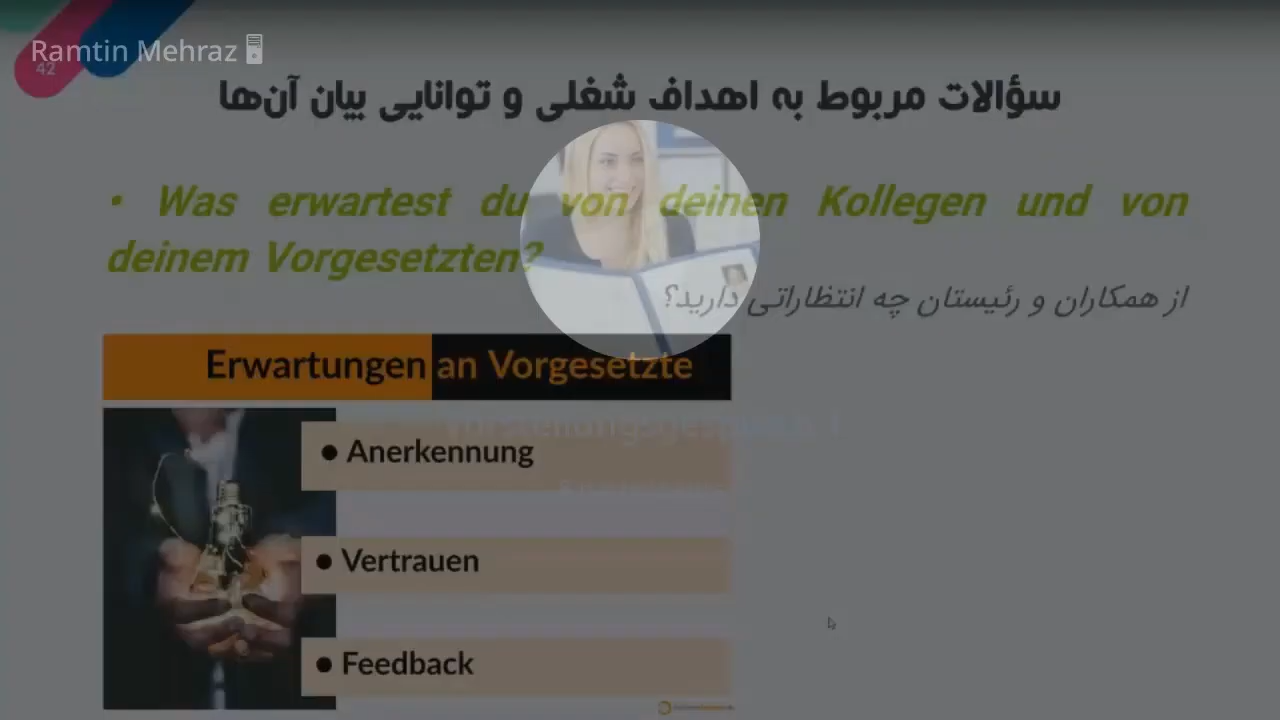 Ramtin Mehraz
42
سؤالات مربوط به اهداف شغلی و توانایی بیان آن‌ها
• Was erwartest du von deinen Kollegen und von
deinem Vorgesetzten?
از همکاران و رئیستان چه انتظاراتی دارید؟
Erwartungen an Vorgesetzte
• Anerkennung
• Vertrauen
• Feedback